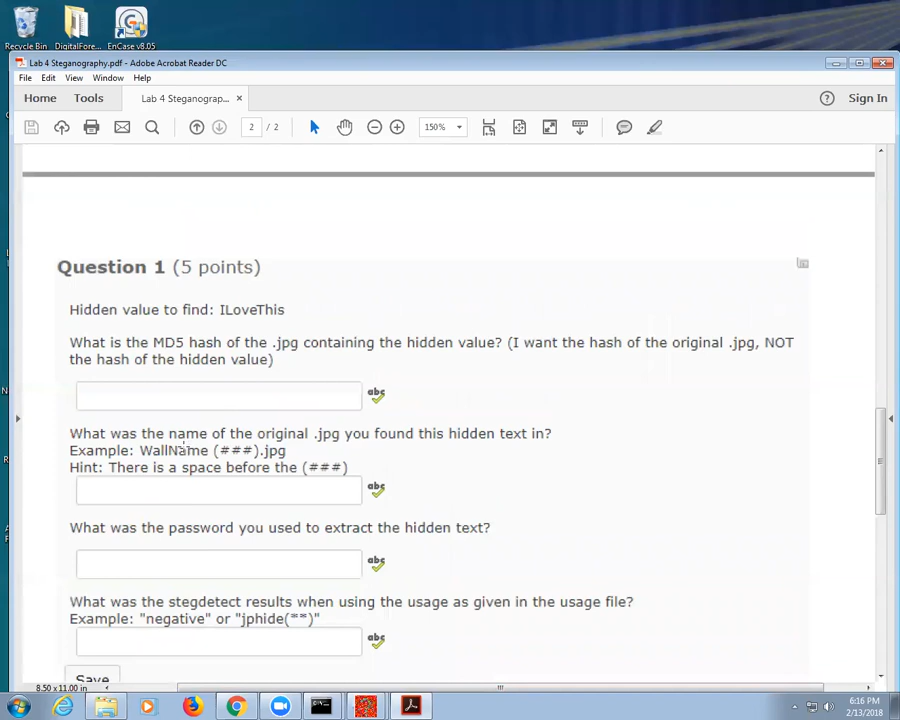 Recycle Bin
DigitalFore...
EnCase v8.05
Lab 4 Steganography.pdf - Adobe Acrobat Reader DC
File Edit View Window Help
Home Tools Lab 4 Steganograp... × Sign In
2 / 2 150%
Question 1 (5 points)
Hidden value to find: ILoveThis
What is the MD5 hash of the .jpg containing the hidden value? (I want the hash of the original .jpg, NOT
the hash of the hidden value)
abc
What was the name of the original .jpg you found this hidden text in?
Example: WallName (###).jpg
Hint: There is a space before the (###)
abc
What was the password you used to extract the hidden text?
abc
What was the stegdetect results when using the usage as given in the usage file?
Example: "negative" or "jphide(**)"
abc
Save
8.50 x 11.00 in
6:16 PM
2/13/2018